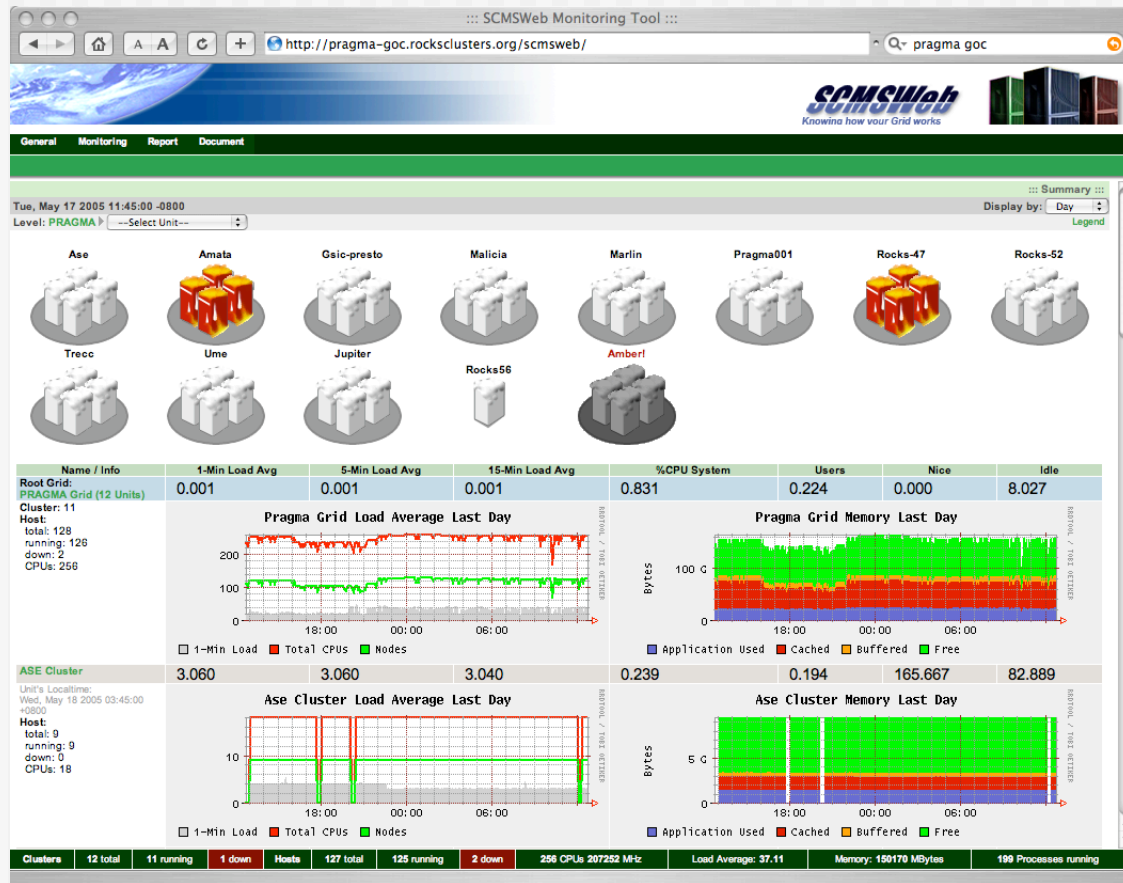 ::: SCMSWeb Monitoring Tool :::
A A
http://pragma-goc.rocksclusters.org/scmsweb/
pragma goc
SCMSWeb
Knowing how your Grid works
General Monitoring Report Document
::: Summary :::
Tue, May 17 2005 11:45:00 -0800
Display by: Day
Level: PRAGMA --Select Unit--
Legend
Ase Amata Gsic-presto Malicia Marlin Pragma001 Rocks-47 Rocks-52
Trecc Ume Jupiter Rocks56 Amber!
Name / Info 1-Min Load Avg 5-Min Load Avg 15-Min Load Avg %CPU System Users Nice Idle
Root Grid:
PRAGMA Grid (12 Units)
0.001 0.001 0.001 0.831 0.224 0.000 8.027
Cluster: 11
Host:
total: 128
running: 126
down: 2
CPUs: 256
Pragma Grid Load Average Last Day
200
100
0
18:00 00:00 06:00
1-Min Load Total CPUs Nodes
RRDTOOL / TOBI OETIKER
Pragma Grid Memory Last Day
Bytes
100 G
0
18:00 00:00 06:00
Application Used Cached Buffered Free
RRDTOOL / TOBI OETIKER
ASE Cluster
3.060 3.060 3.040 0.239 0.194 165.667 82.889
Unit's Localtime:
Wed, May 18 2005 03:45:00
+0800
Host:
total: 9
running: 9
down: 0
CPUs: 18
Ase Cluster Load Average Last Day
10
0
18:00 00:00 06:00
1-Min Load Total CPUs Nodes
RRDTOOL / TOBI OETIKER
Ase Cluster Memory Last Day
Bytes
5 G
0
18:00 00:00 06:00
Application Used Cached Buffered Free
RRDTOOL / TOBI OETIKER
Clusters 12 total 11 running 1 down Hosts 127 total 125 running 2 down 256 CPUs 207252 MHz Load Average: 37.11 Memory: 150170 MBytes 199 Processes running